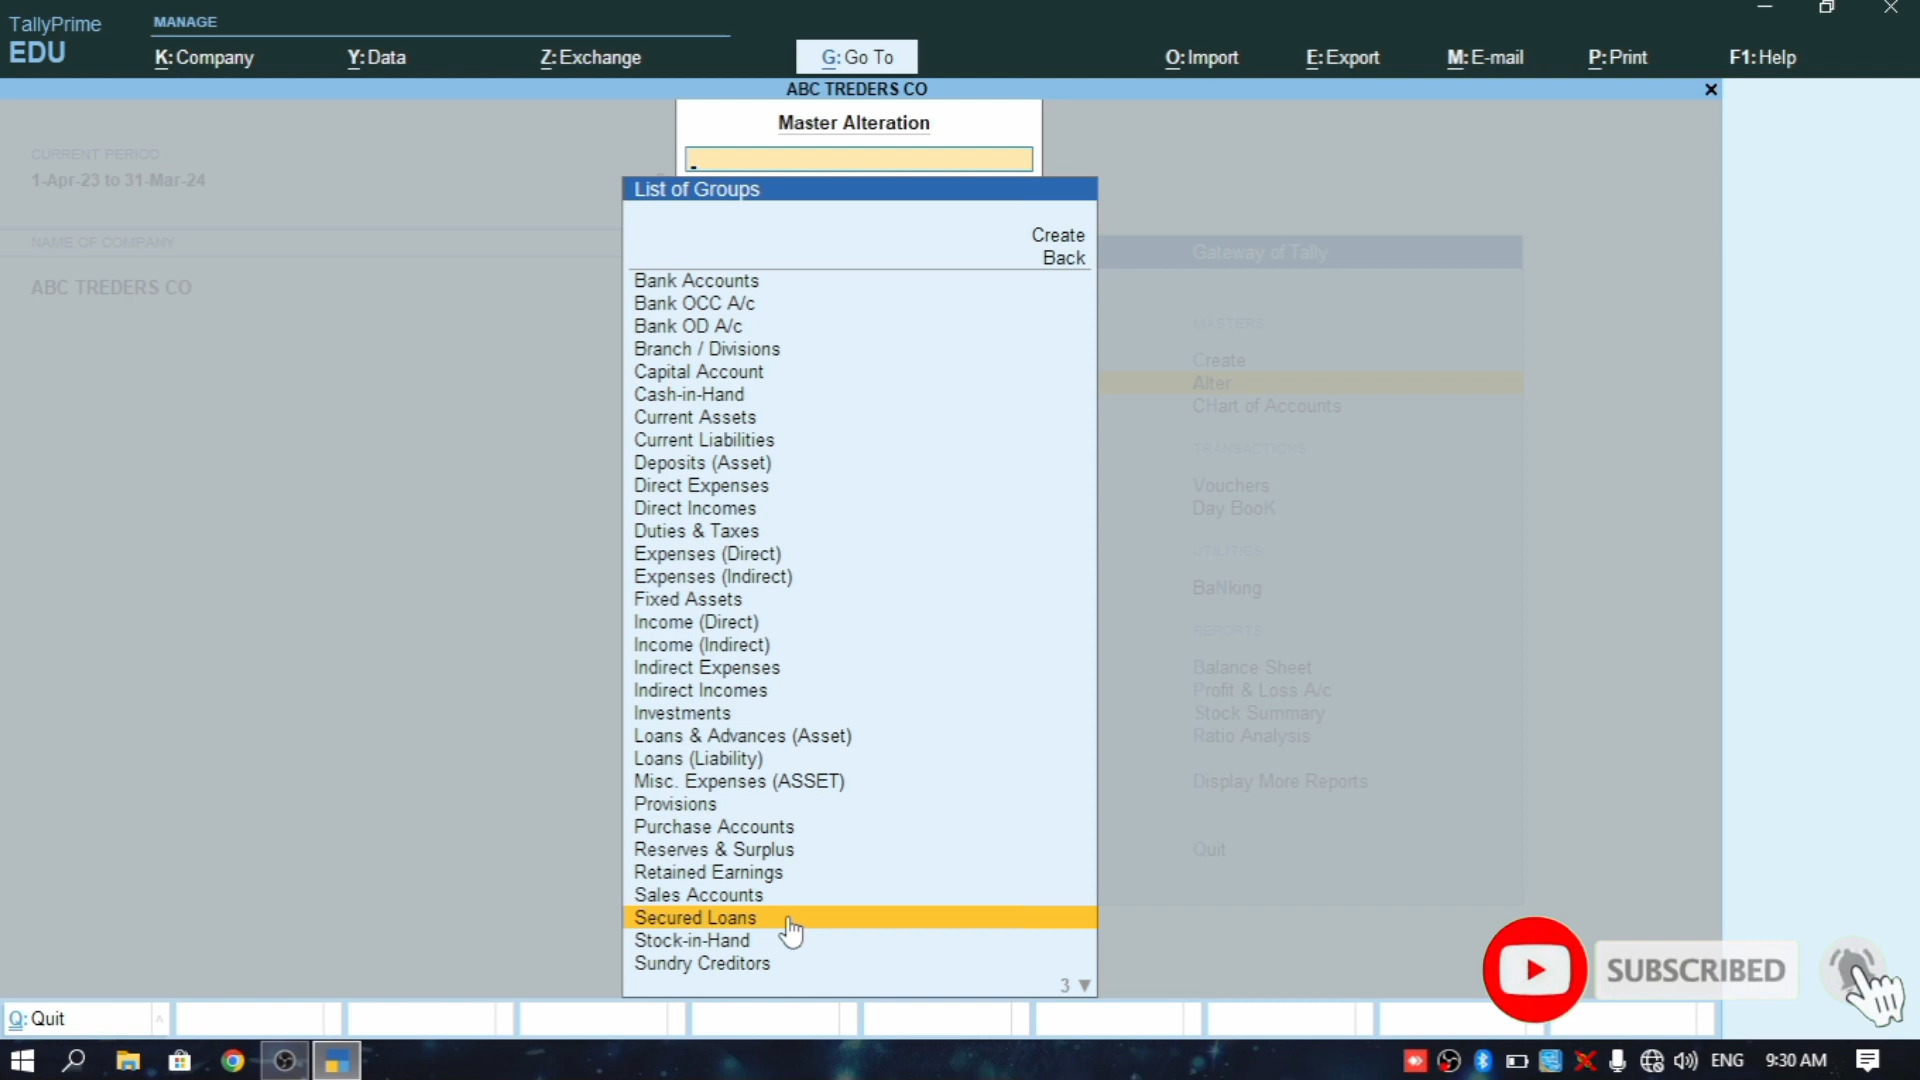 TallyPrime
EDU
MANAGE
K: Company
Y: Data
Z: Exchange
G: Go To
O: Import
E: Export
M: E-mail
P: Print
F1: Help
ABC TREDERS CO
Master Alteration
CURRENT PERIOD
1-Apr-23 to 31-Mar-24
NAME OF COMPANY
ABC TREDERS CO
List of Groups
Create
Back
Bank Accounts
Bank OCC A/c
Bank OD A/c
Branch / Divisions
Capital Account
Cash-in-Hand
Current Assets
Current Liabilities
Deposits (Asset)
Direct Expenses
Direct Incomes
Duties & Taxes
Expenses (Direct)
Expenses (Indirect)
Fixed Assets
Income (Direct)
Income (Indirect)
Indirect Expenses
Indirect Incomes
Investments
Loans & Advances (Asset)
Loans (Liability)
Misc. Expenses (ASSET)
Provisions
Purchase Accounts
Reserves & Surplus
Retained Earnings
Sales Accounts
Secured Loans
Stock-in-Hand
Sundry Creditors
3
Gateway of Tally
MASTERS
Create
Alter
CHart of Accounts
TRANSACTIONS
Vouchers
Day BooK
UTILITIES
BaNking
REPORTS
Balance Sheet
Profit & Loss A/c
Stock Summary
Ratio Analysis
Display More Reports
Quit
SUBSCRIBED
Q: Quit
ENG
9:30 AM